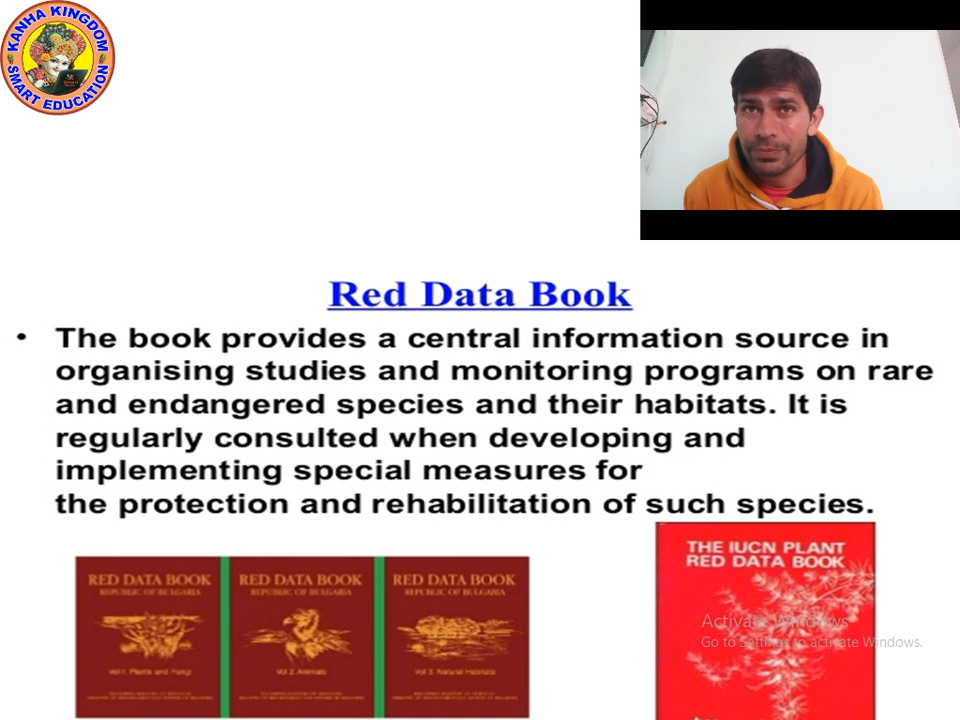 KANHA KINGDOM
SMART EDUCATION
Red Data Book
• The book provides a central information source in
organising studies and monitoring programs on rare
and endangered species and their habitats. It is
regularly consulted when developing and
implementing special measures for
the protection and rehabilitation of such species.
RED DATA BOOK
REPUBLIC OF BULGARIA
Vol 1. Plants and Fungi
RED DATA BOOK
REPUBLIC OF BULGARIA
Vol 2. Animals
RED DATA BOOK
REPUBLIC OF BULGARIA
Vol 3. Natural Habitats
THE IUCN PLANT
RED DATA BOOK
Activate Windows
Go to Settings to activate Windows.